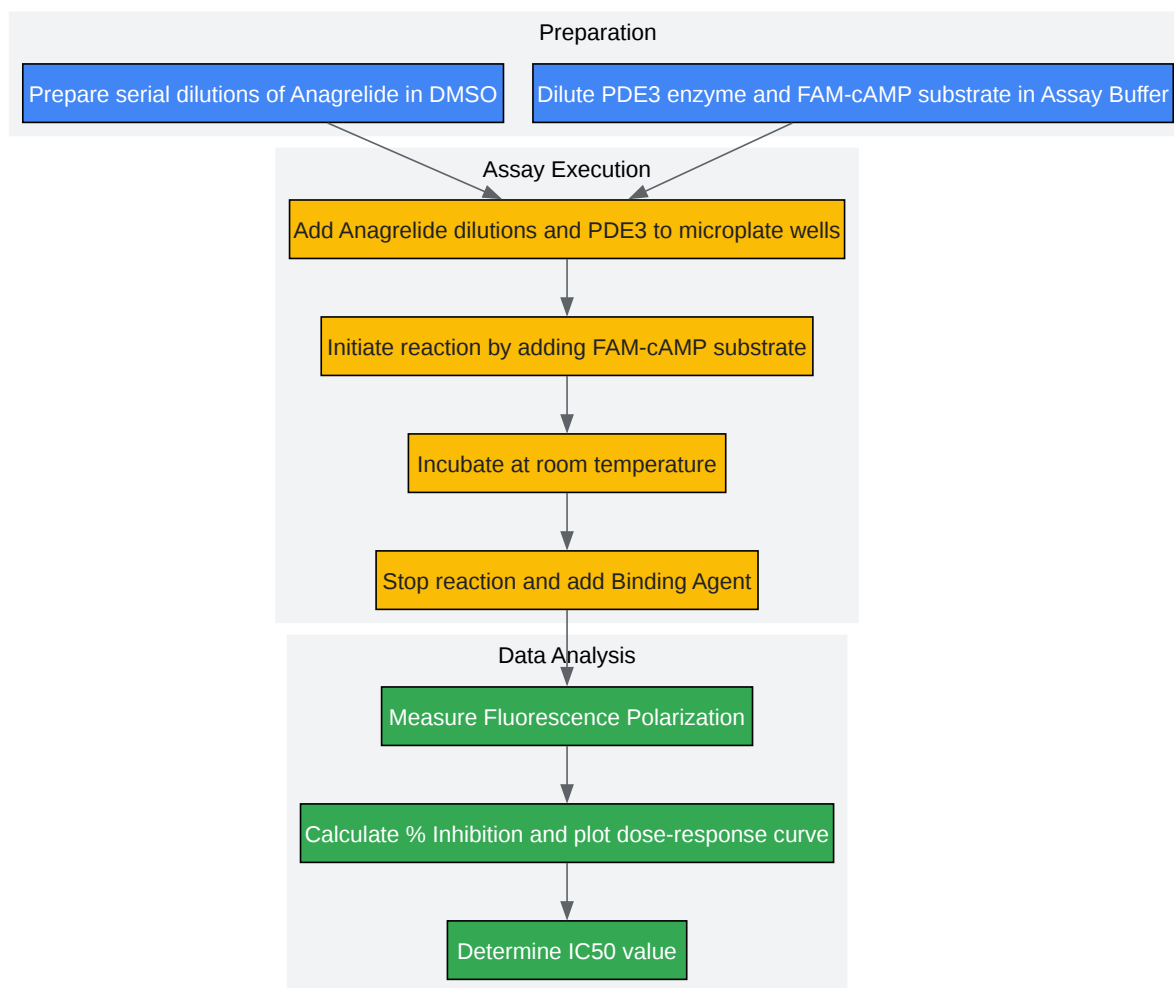 Preparation
Prepare serial dilutions of Anagrelide in DMSO
Dilute PDE3 enzyme and FAM-cAMP substrate in Assay Buffer
Assay Execution
Add Anagrelide dilutions and PDE3 to microplate wells
Initiate reaction by adding FAM-cAMP substrate
Incubate at room temperature
Stop reaction and add Binding Agent
Data Analysis
Measure Fluorescence Polarization
Calculate % Inhibition and plot dose-response curve
Determine IC50 value